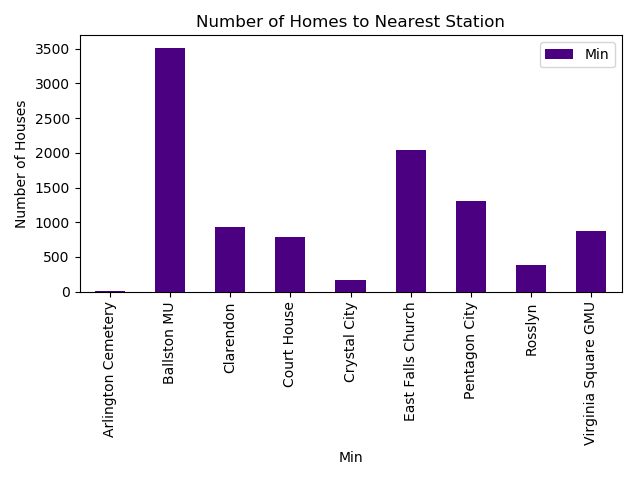 Number of Homes to Nearest Station
Min
Number of Houses
3500
3000
2500
2000
1500
1000
500
0
Arlington Cemetery
Ballston MU
Clarendon
Court House
Crystal City
East Falls Church
Pentagon City
Rosslyn
Virginia Square GMU
Min